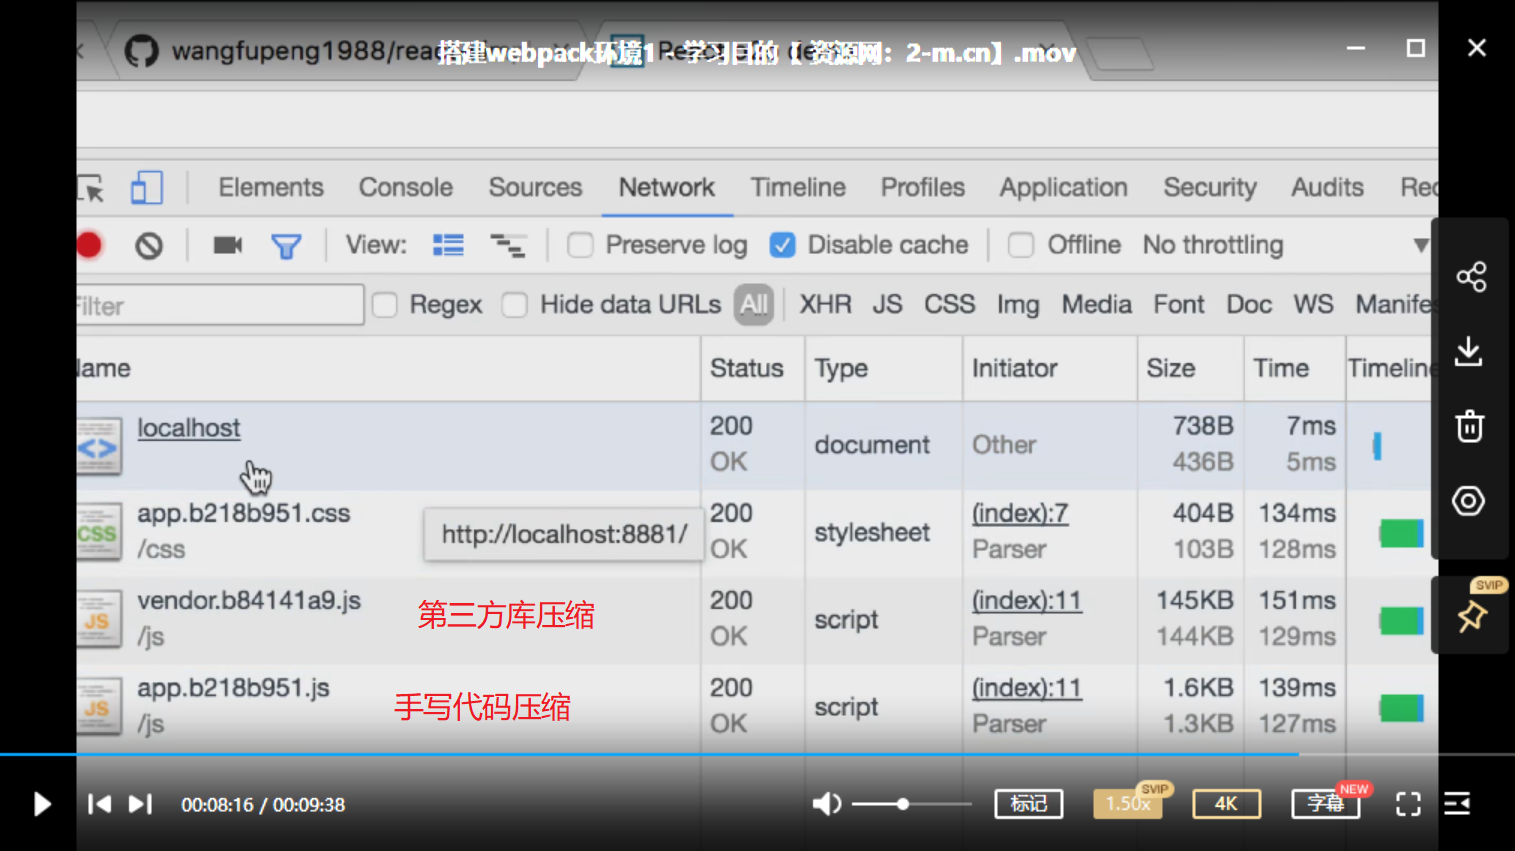 wangfupeng1988/rea
搭建webpack环境1 - 学习目的【 资源网：2-m.cn】.mov
Elements Console Sources Network Timeline Profiles Application Security Audits Rec
View: Preserve log Disable cache Offline No throttling
Filter Regex Hide data URLs All XHR JS CSS Img Media Font Doc WS Manifes
Name Status Type Initiator Size Time Timeline
localhost 200 OK document Other 738B 436B 7ms 5ms
app.b218b951.css /css 200 OK stylesheet (index):7 Parser 404B 103B 134ms 128ms
http://localhost:8881/
vendor.b84141a9.js /js 第三方库压缩 200 OK script (index):11 Parser 145KB 144KB 151ms 129ms
app.b218b951.js /js 手写代码压缩 200 OK script (index):11 Parser 1.6KB 1.3KB 139ms 127ms
CSS
JS
JS
SVIP
00:08:16 / 00:09:38 标记 1.50x SVIP 4K 字幕 NEW